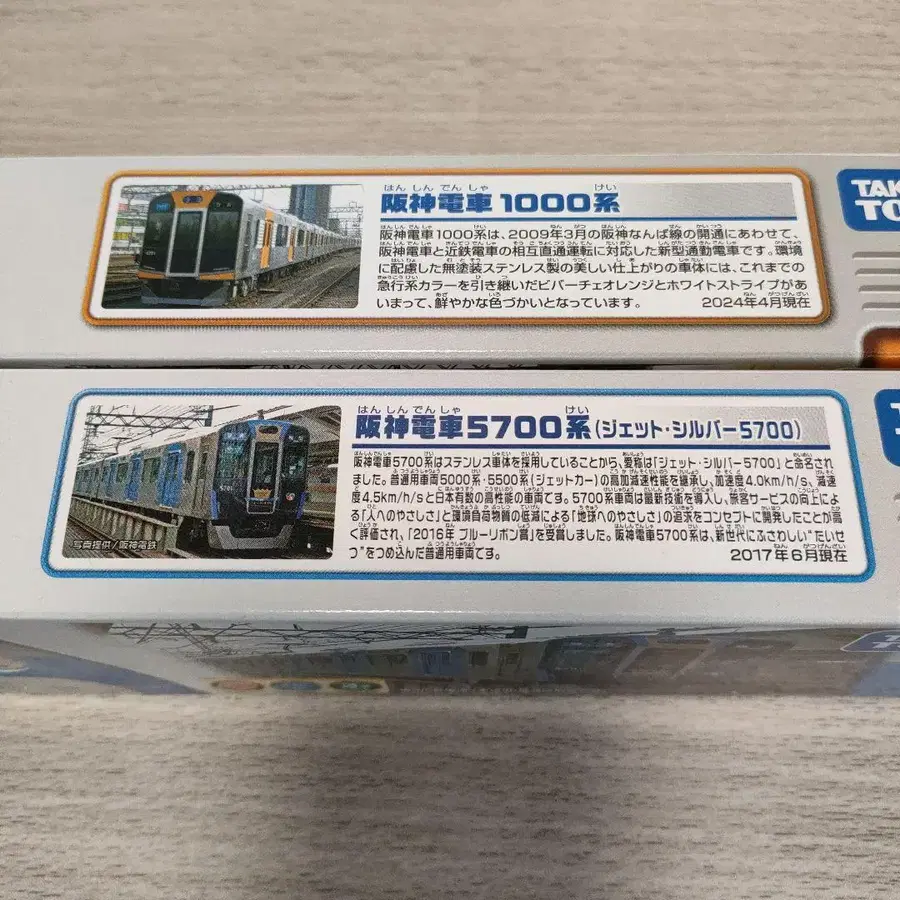 はんしんでんしゃ けい
阪神電車1000系
阪神電車1000系は、2009年3月の阪神なんば線の開通にあわせて、
阪神電車と近鉄電車の相互直通運転に対応した新型通勤電車です。環境
に配慮した無塗装ステンレス製の美しい仕上がりの車体には、これまでの
急行系カラーを引き継いだビバーチェオレンジとホワイトストライプがあ
いまって、鮮やかな色づかいとなっています。 2024年4月現在
TAK
TO
はんしんでんしゃ けい
阪神電車5700系(ジェット・シルバー5700)
阪神電車5700系はステンレス車体を採用していることから、愛称は「ジェット・シルバー5700」と命名され
ました。普通用車両5000系・5500系(ジェットカー)の高加減速性能を継承し、加速度4.0km/h/s、減速
度4.5km/h/sと日本有数の高性能の車両です。5700系車両は最新技術を導入し、旅客サービスの向上によ
る「人へのやさしさ」と環境負荷物質の低減による「地球へのやさしさ」の追求をコンセプトに開発したことが高
く評価され、「2016年 ブルーリボン賞」を受賞しました。阪神電車5700系は、新世代にふさわしい"たいせ
つ"をつめ込んだ普通用車両です。 2017年6月現在
写真提供/阪神電鉄